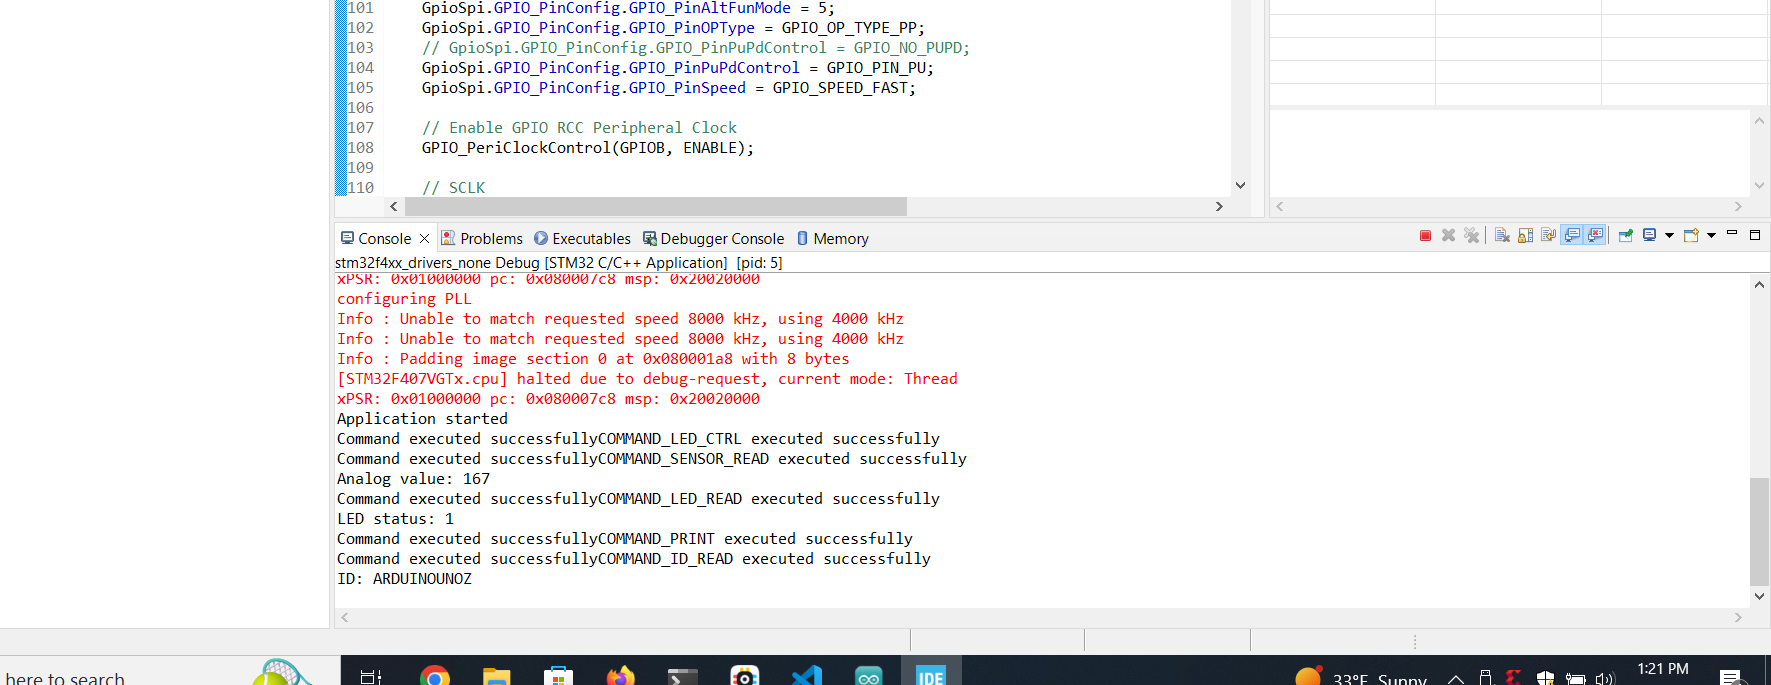 101 GpioSpi.GPIO_PinConfig.GPIO_PinAltFunMode = 5;
102 GpioSpi.GPIO_PinConfig.GPIO_PinOPType = GPIO_OP_TYPE_PP;
103 // GpioSpi.GPIO_PinConfig.GPIO_PinPuPdControl = GPIO_NO_PUPD;
104 GpioSpi.GPIO_PinConfig.GPIO_PinPuPdControl = GPIO_PIN_PU;
105 GpioSpi.GPIO_PinConfig.GPIO_PinSpeed = GPIO_SPEED_FAST;
106
107 // Enable GPIO RCC Peripheral Clock
108 GPIO_PeriClockControl(GPIOB, ENABLE);
109
110 // SCLK
Console Problems Executables Debugger Console Memory
stm32f4xx_drivers_none Debug [STM32 C/C++ Application] [pid: 5]
xPSR: 0x01000000 pc: 0x080007c8 msp: 0x20020000
configuring PLL
Info : Unable to match requested speed 8000 kHz, using 4000 kHz
Info : Unable to match requested speed 8000 kHz, using 4000 kHz
Info : Padding image section 0 at 0x080001a8 with 8 bytes
[STM32F407VGTx.cpu] halted due to debug-request, current mode: Thread
xPSR: 0x01000000 pc: 0x080007c8 msp: 0x20020000
Application started
Command executed successfullyCOMMAND_LED_CTRL executed successfully
Command executed successfullyCOMMAND_SENSOR_READ executed successfully
Analog value: 167
Command executed successfullyCOMMAND_LED_READ executed successfully
LED status: 1
Command executed successfullyCOMMAND_PRINT executed successfully
Command executed successfullyCOMMAND_ID_READ executed successfully
ID: ARDUINOUNOZ
here to search
IDE
33°F Sunny
1:21 PM